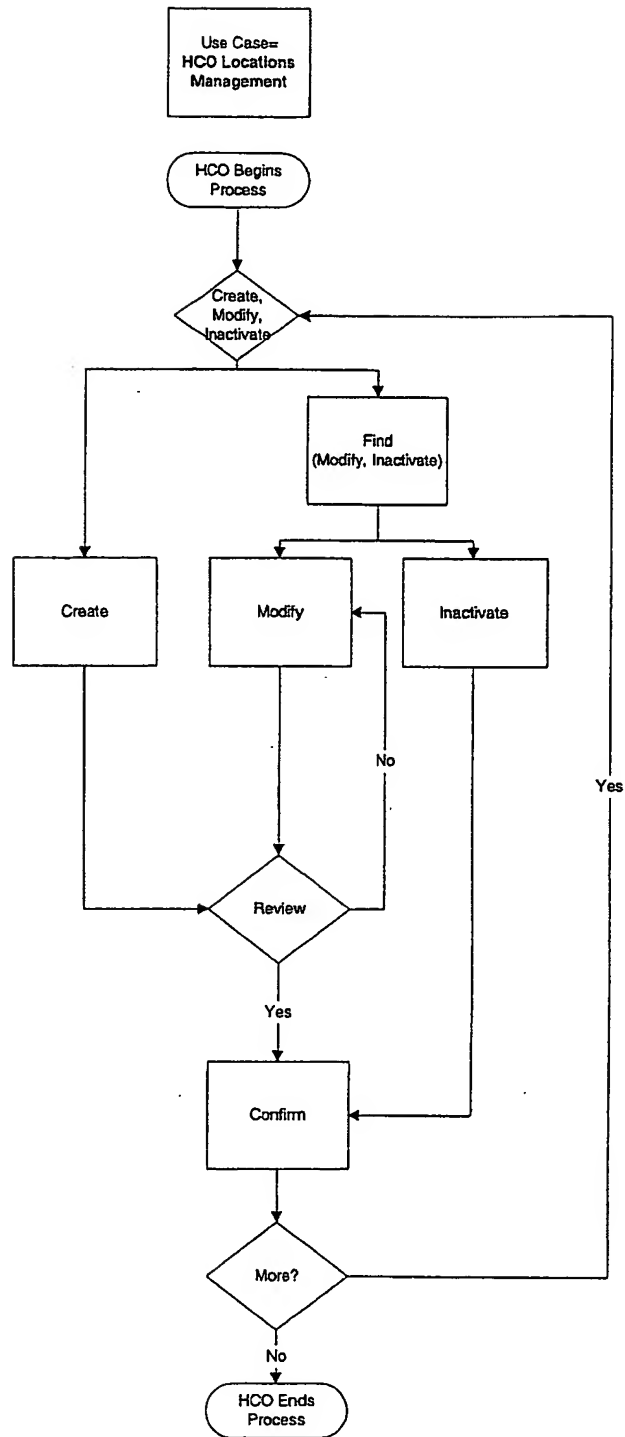 Use Case=
HCO Locations
Management
HCO Begins
Process
Create,
Modify,
Inactivate
Find
(Modify, Inactivate)
Create
Modify
Inactivate
No
Yes
Review
Yes
Confirm
More?
No
HCO Ends
Process